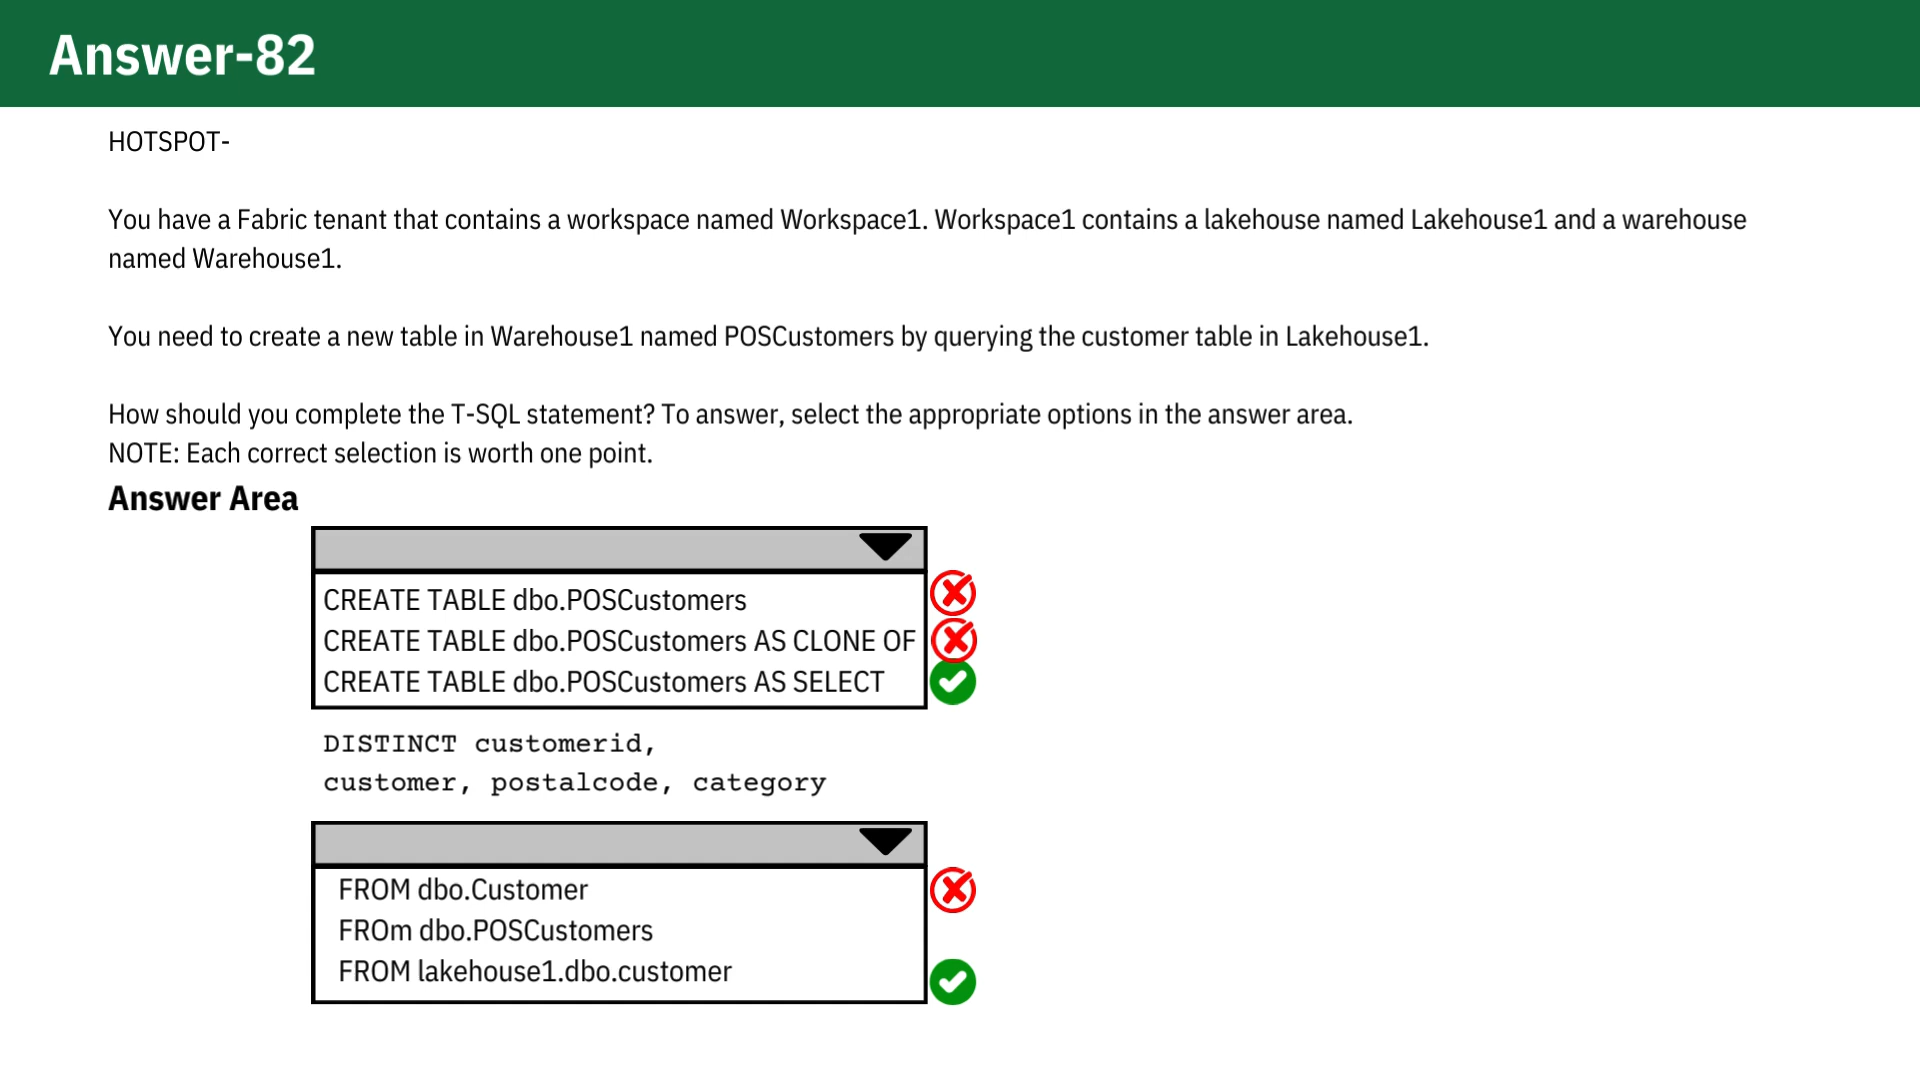 Answer-82
HOTSPOT-
You have a Fabric tenant that contains a workspace named Workspace1. Workspace1 contains a lakehouse named Lakehouse1 and a warehouse
named Warehouse1.
You need to create a new table in Warehouse1 named POSCustomers by querying the customer table in Lakehouse1.
How should you complete the T-SQL statement? To answer, select the appropriate options in the answer area.
NOTE: Each correct selection is worth one point.
Answer Area
CREATE TABLE dbo.POSCustomers
CREATE TABLE dbo.POSCustomers AS CLONE OF
CREATE TABLE dbo.POSCustomers AS SELECT
DISTINCT customerid,
customer, postalcode, category
FROM dbo.Customer
FROm dbo.POSCustomers
FROM lakehouse1.dbo.customer